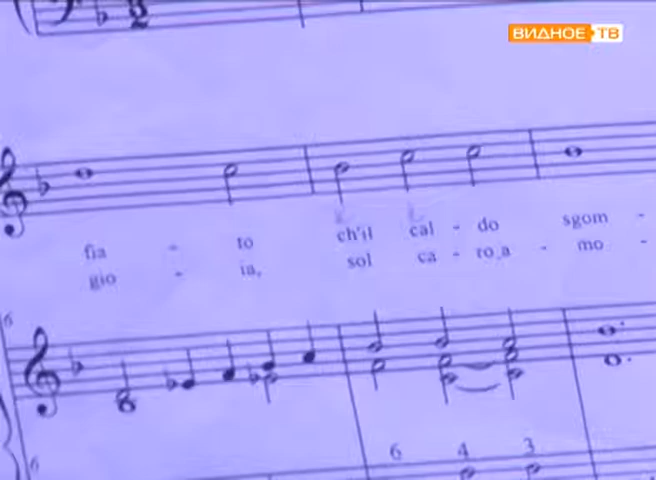 ВИДНОЕ ТВ
fia - to ch'il cal - do sgom -
gio - ia, sol ca - ro a - mo -
6
6 4 3
6